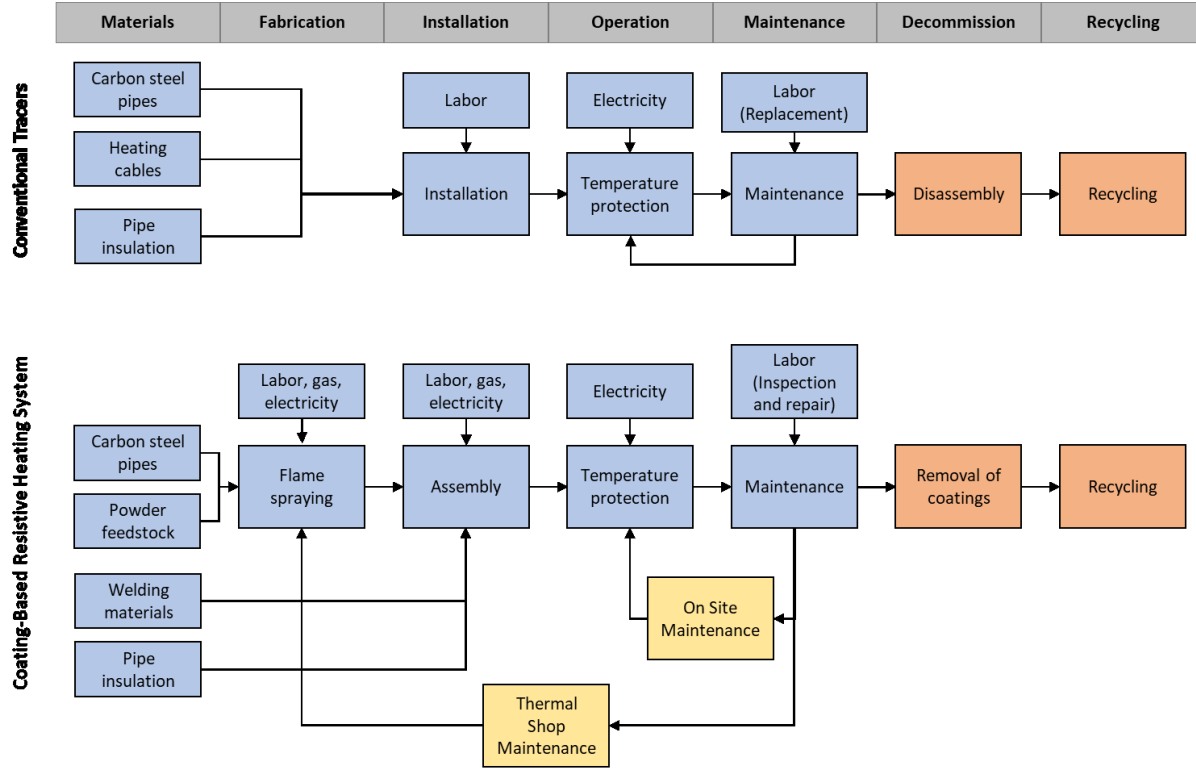 Materials
Fabrication
Installation
Operation
Maintenance
Decommission
Recycling
Conventional Tracers
Carbon steel
pipes
Heating
cables
Pipe
insulation
Labor
Installation
Electricity
Temperature
protection
Labor
(Replacement)
Maintenance
Disassembly
Recycling
Coating-Based Resistive Heating System
Carbon steel
pipes
Powder
feedstock
Welding
materials
Pipe
insulation
Labor, gas,
electricity
Flame
spraying
Labor, gas,
electricity
Assembly
Electricity
Temperature
protection
Labor
(Inspection
and repair)
Maintenance
Removal of
coatings
Recycling
On Site
Maintenance
Thermal
Shop
Maintenance